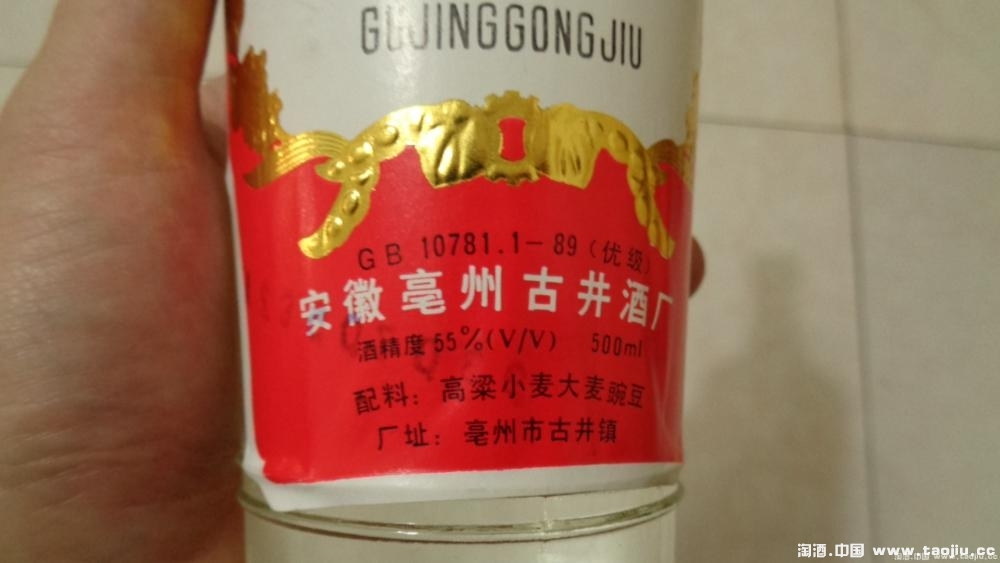 GUJINGGONGJIU
GB 10781.1-89(优级)
安徽亳州古井酒厂
酒精度 55%(V/V) 500ml
配料：高粱小麦大麦豌豆
厂址：亳州市古井镇
淘酒.中国 www.taojiu.cc